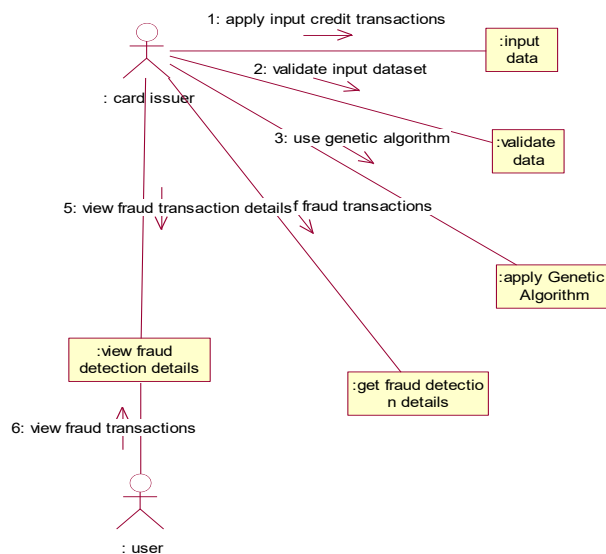 1: apply input credit transactions
:input
data
2: validate input dataset
: card issuer
3: use genetic algorithm
:validate
data
5: view fraud transaction details
f fraud transactions
:apply Genetic
Algorithm
:view fraud
detection details
:get fraud detectio
n details
6: view fraud transactions
: user